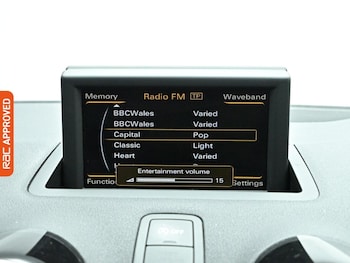 RAC APPROVED
Memory Radio FM TP Waveband
BBCWales Varied
BBCWales Varied
Capital Pop
Classic Light
Heart Varied
Entertainment volume
15
Function Settings